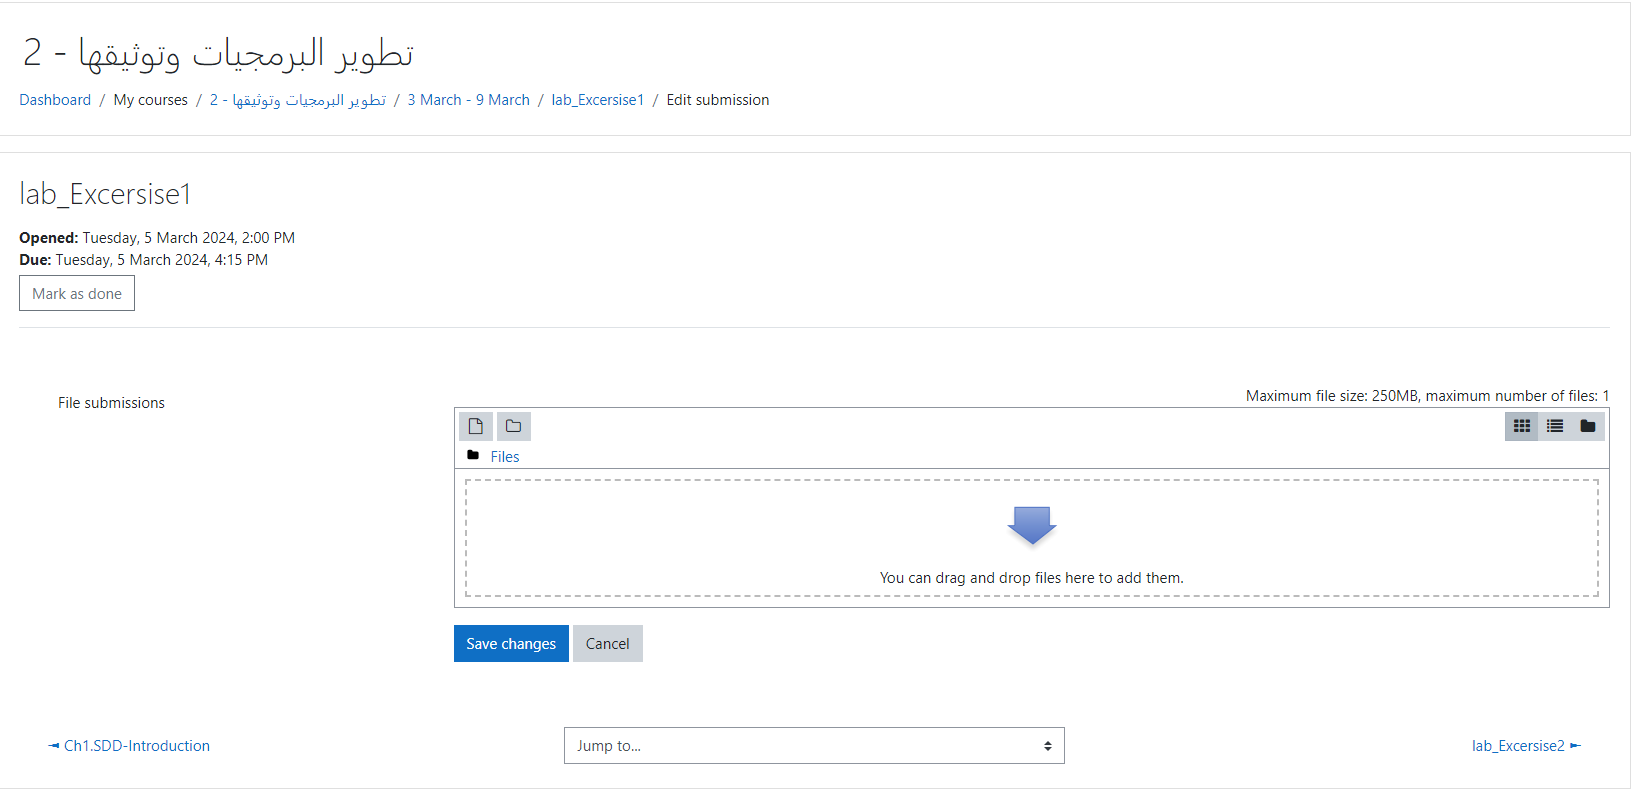 تطوير البرمجيات وتوثيقها - 2
Dashboard / My courses / تطوير البرمجيات وتوثيقها - 2 / 3 March - 9 March / lab_Excersise1 / Edit submission
lab_Excersise1
Opened: Tuesday, 5 March 2024, 2:00 PM
Due: Tuesday, 5 March 2024, 4:15 PM
Mark as done
Maximum file size: 250MB, maximum number of files: 1
File submissions
Files
You can drag and drop files here to add them.
Save changes Cancel
◄ Ch1.SDD-Introduction Jump to... lab_Excersise2 ►